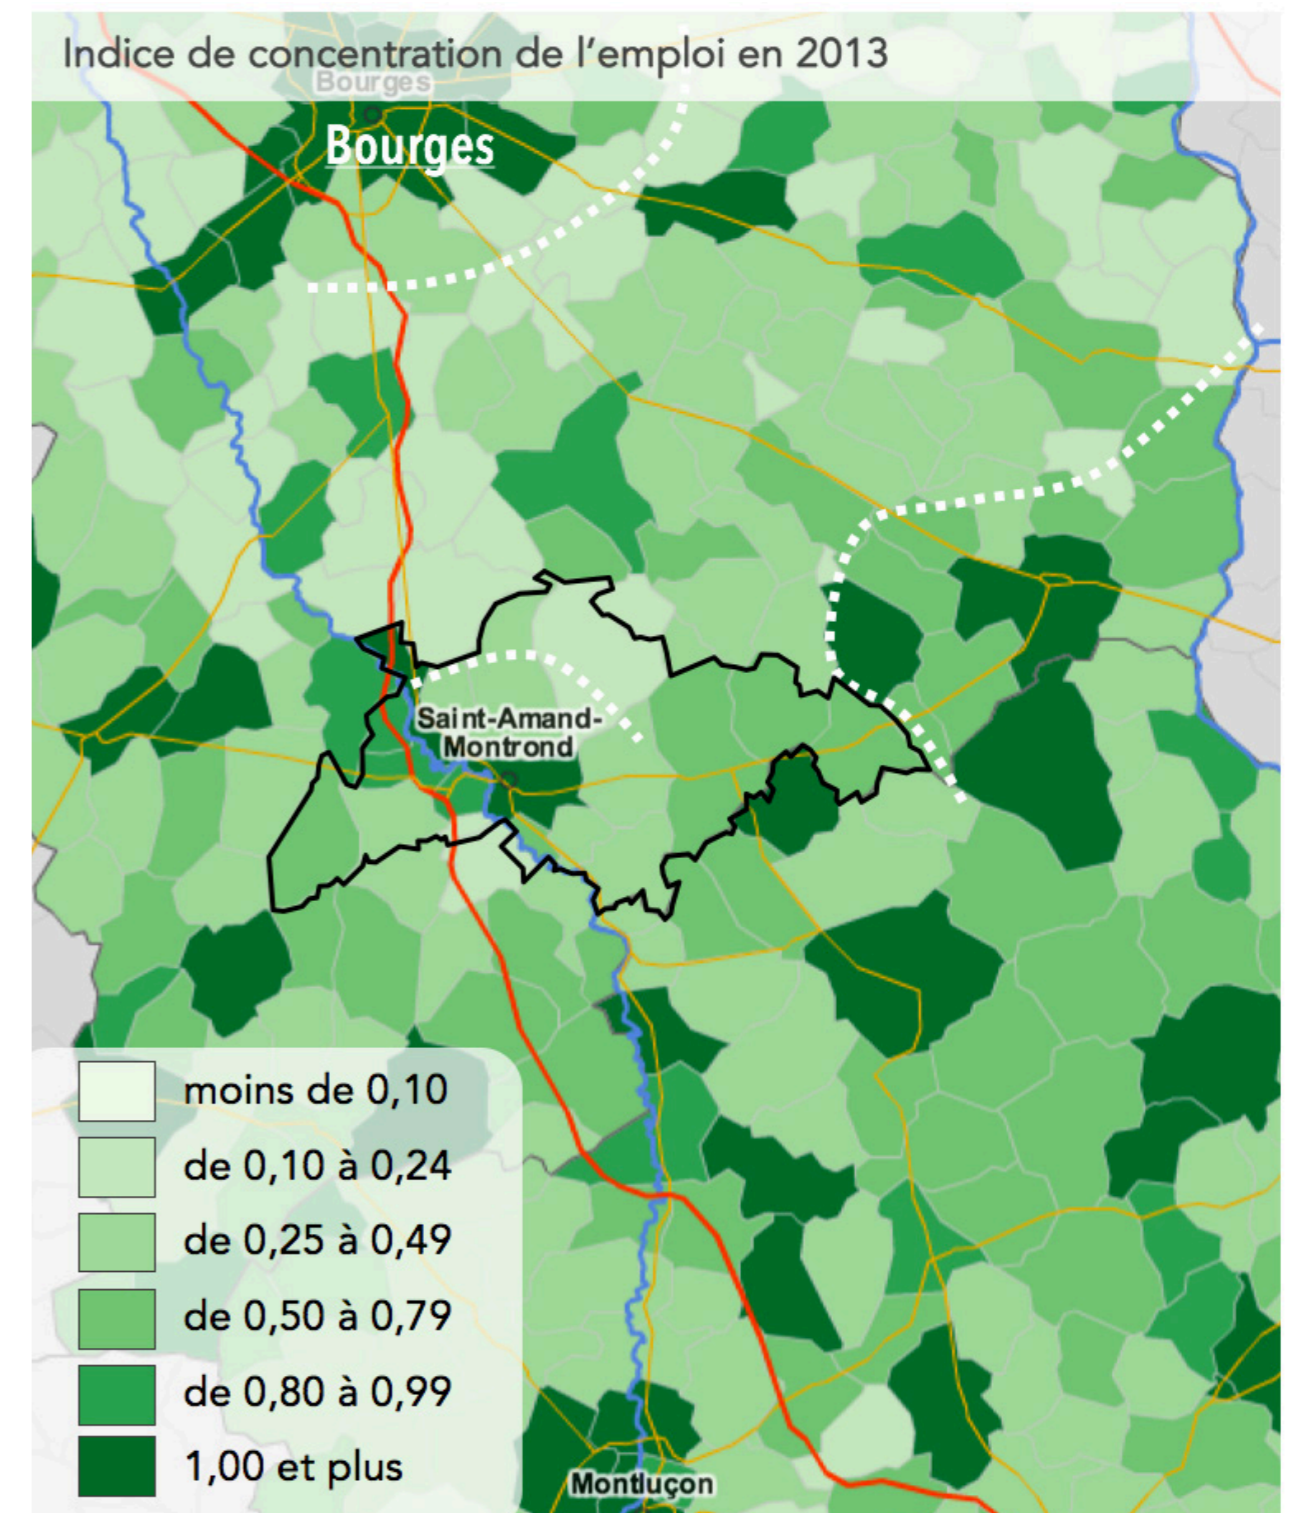 Indice de concentration de l'emploi en 2013
Bourges
Bourges
Saint-Amand-
Montrond
moins de 0,10
de 0,10 à 0,24
de 0,25 à 0,49
de 0,50 à 0,79
de 0,80 à 0,99
1,00 et plus
Montluçon